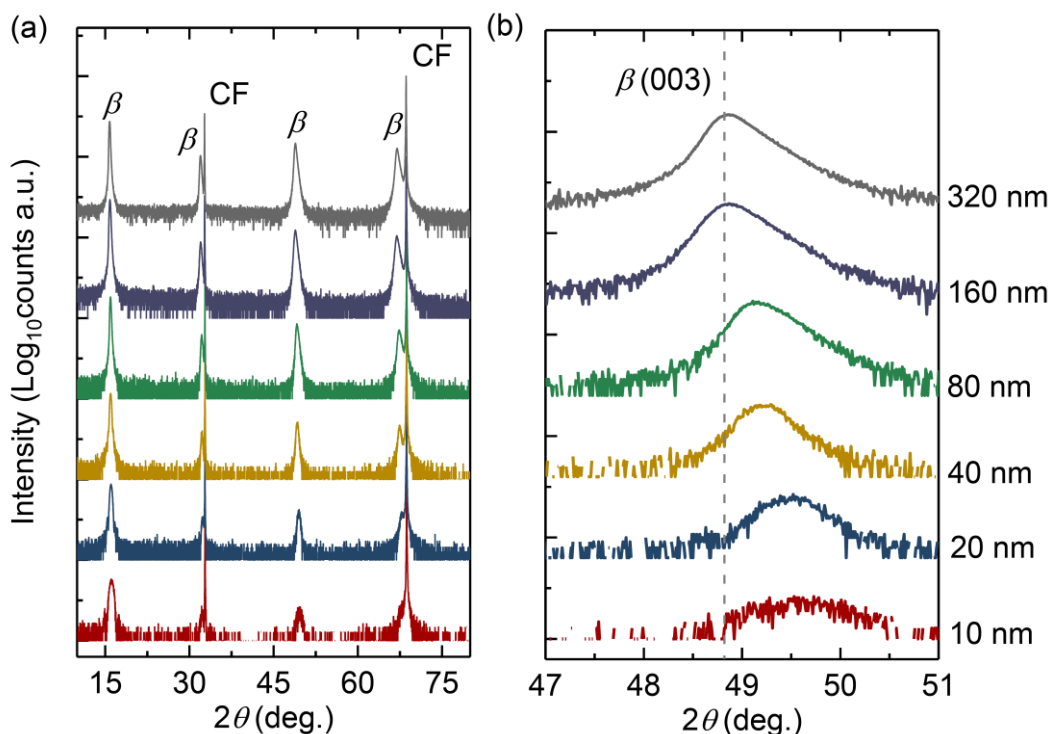 (a)
CF
β
CF
β
β
β
Intensity (Log₁₀counts a.u.)
15 30 45 60 75
2θ (deg.)
(b)
β (003)
320 nm
160 nm
80 nm
40 nm
20 nm
10 nm
47 48 49 50 51
2θ (deg.)